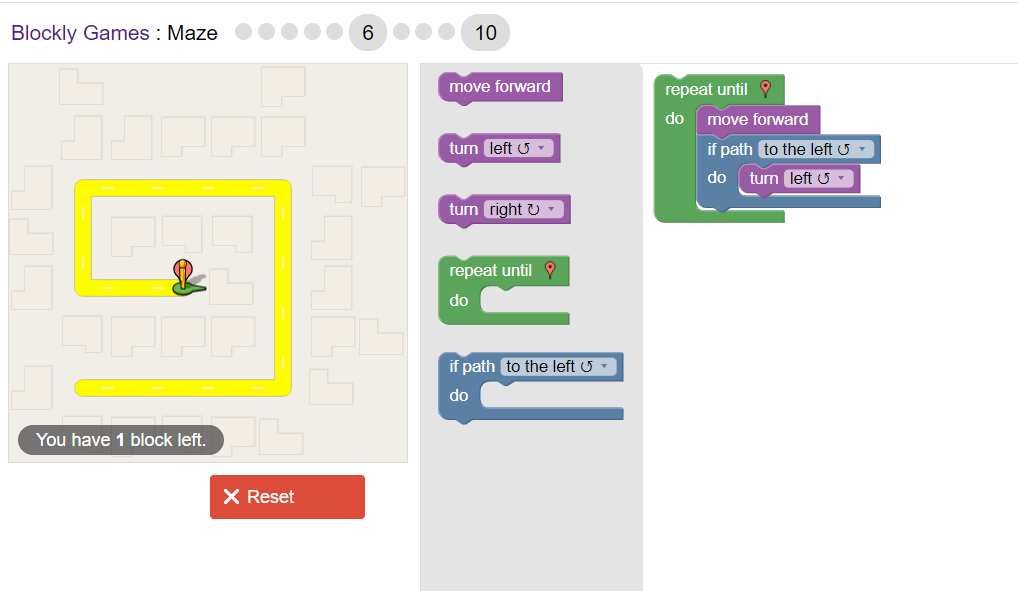 Blockly Games : Maze 6 10
move forward
turn left ↺
turn right ↻
repeat until
do
if path to the left ↺
do
repeat until
do move forward
if path to the left ↺
do turn left ↺
You have 1 block left.
Reset